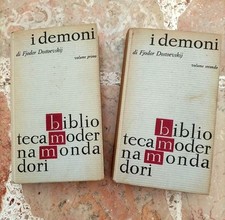 i demoni
di Fjodor Dostoevskij
volume primo
biblio
tecamoder
namonda
dori
i demoni
di Fjodor Dostoevskij
volume secondo
biblio
tecamoder
namonda
dori